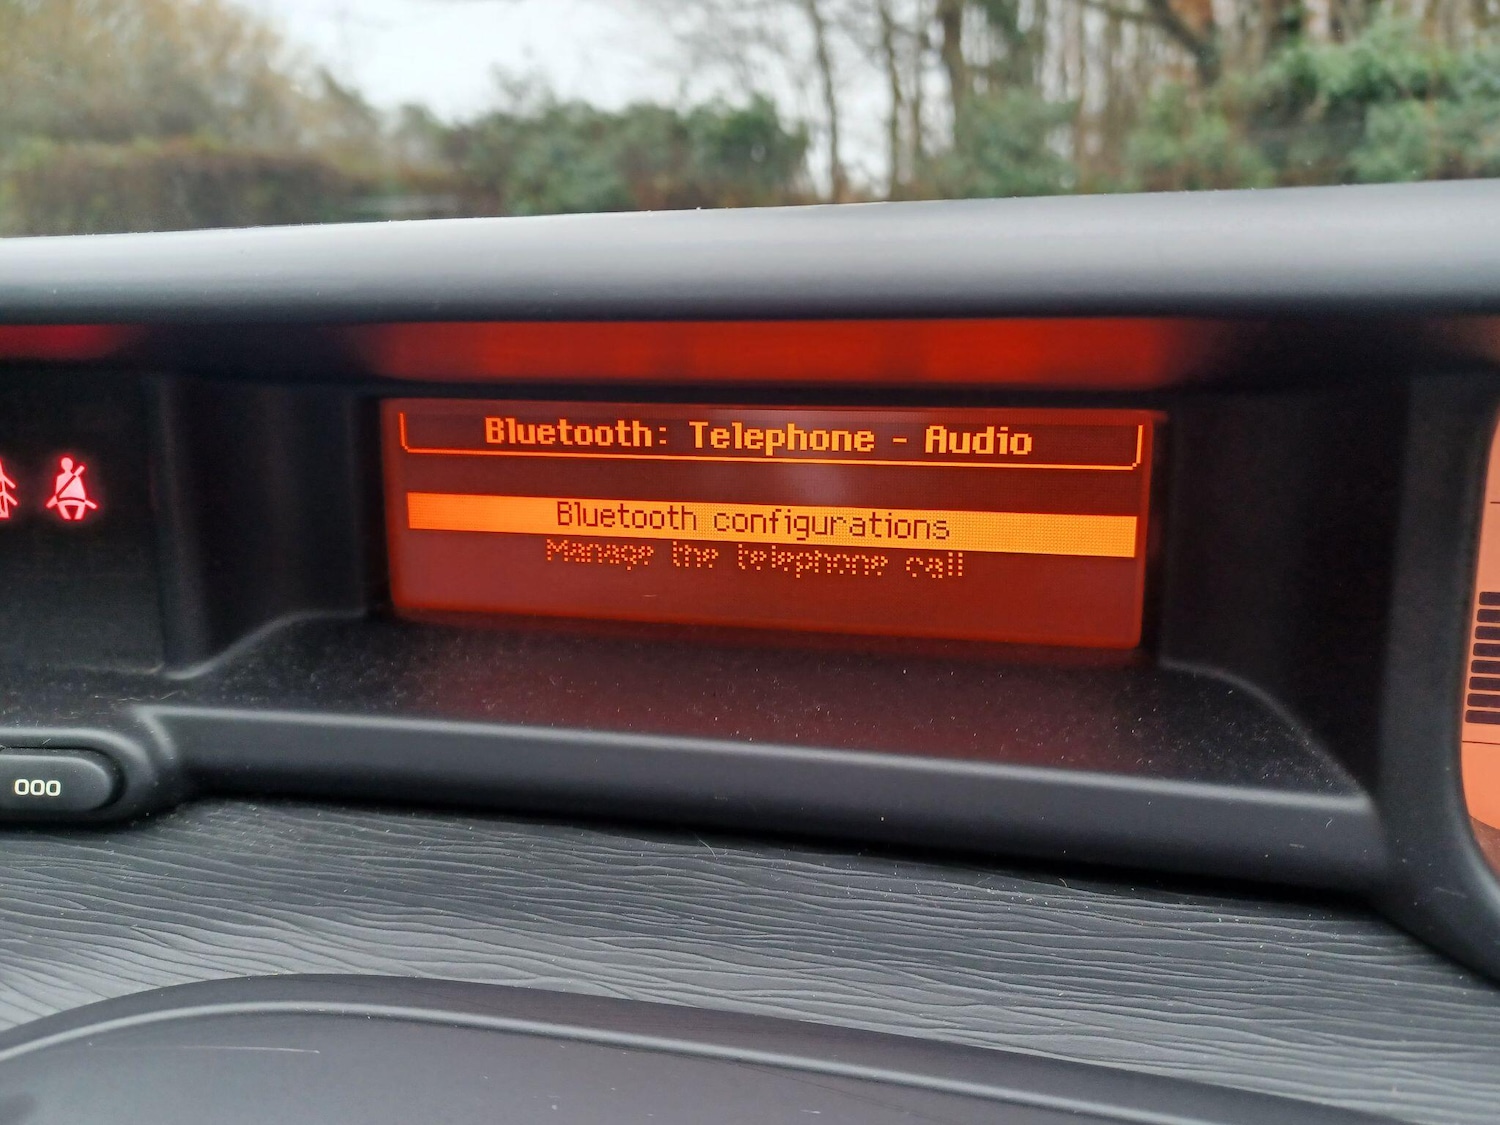 Bluetooth: Telephone - Audio
Bluetooth configurations
Manage the telephone call
000